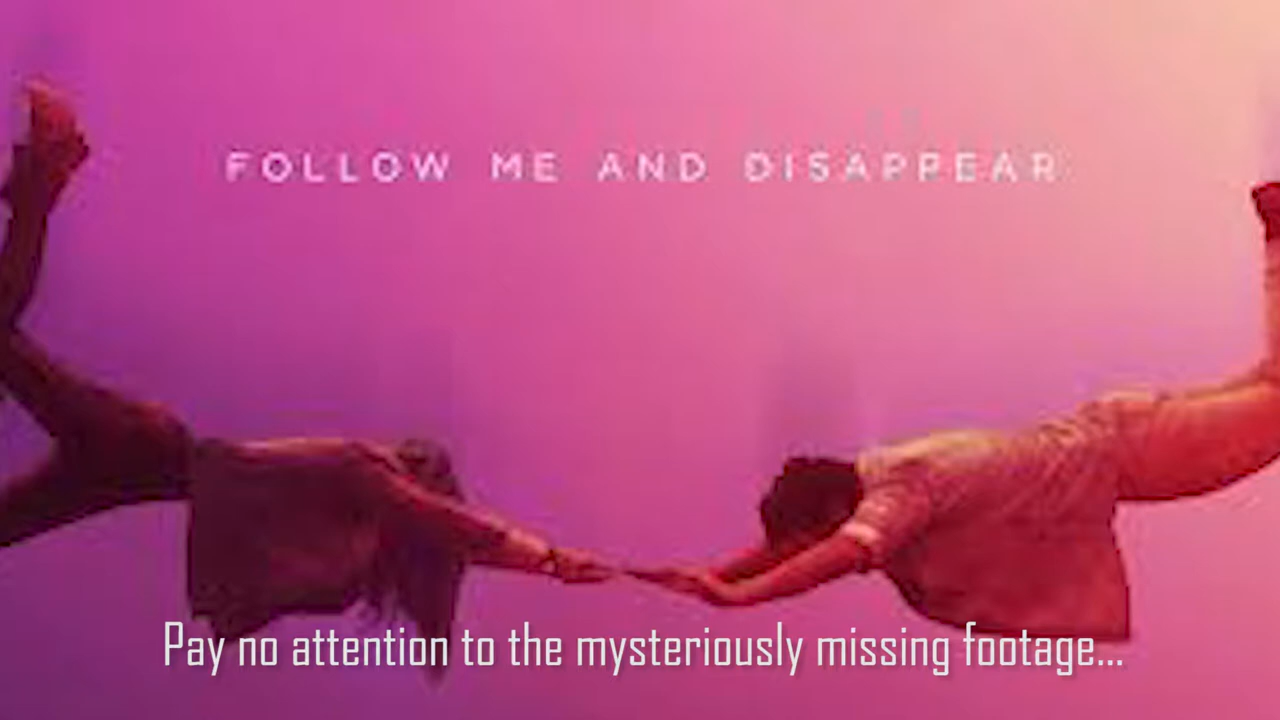 FOLLOW ME AND DISAPPEAR
Pay no attention to the mysteriously missing footage...